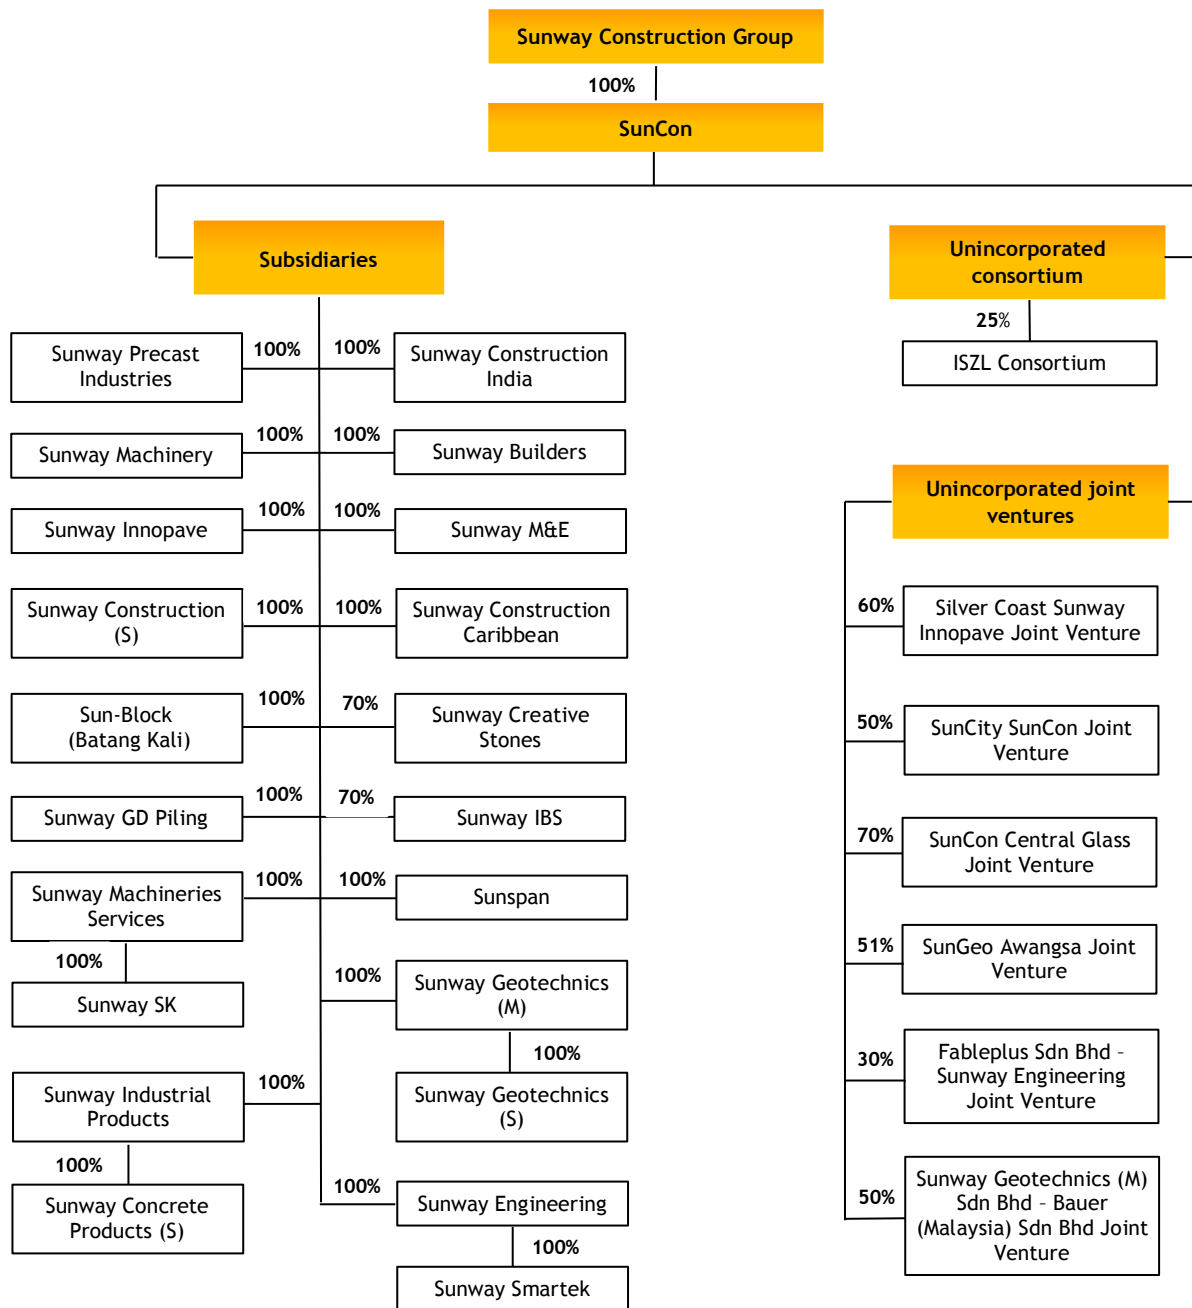 Sunway Construction Group
100%
SunCon
Subsidiaries
Sunway Precast
Industries
100%
100%
Sunway Construction
India
Sunway Machinery
100%
100%
Sunway Builders
Sunway Innopave
100%
100%
Sunway M&E
Sunway Construction
(S)
100%
100%
Sunway Construction
Caribbean
Sun-Block
(Batang Kali)
100%
70%
Sunway Creative
Stones
Sunway GD Piling
100%
70%
Sunway IBS
Sunway Machineries
Services
100%
100%
Sunspan
100%
Sunway SK
100%
Sunway Geotechnics
(M)
100%
Sunway Geotechnics
(S)
Sunway Industrial
Products
100%
100%
Sunway Concrete
Products (S)
100%
Sunway Engineering
100%
Sunway Smartek
Unincorporated
consortium
25%
ISZL Consortium
Unincorporated joint
ventures
60%
Silver Coast Sunway
Innopave Joint Venture
50%
SunCity SunCon Joint
Venture
70%
SunCon Central Glass
Joint Venture
51%
SunGeo Awangsa Joint
Venture
30%
Fableplus Sdn Bhd –
Sunway Engineering
Joint Venture
50%
Sunway Geotechnics (M)
Sdn Bhd – Bauer
(Malaysia) Sdn Bhd Joint
Venture